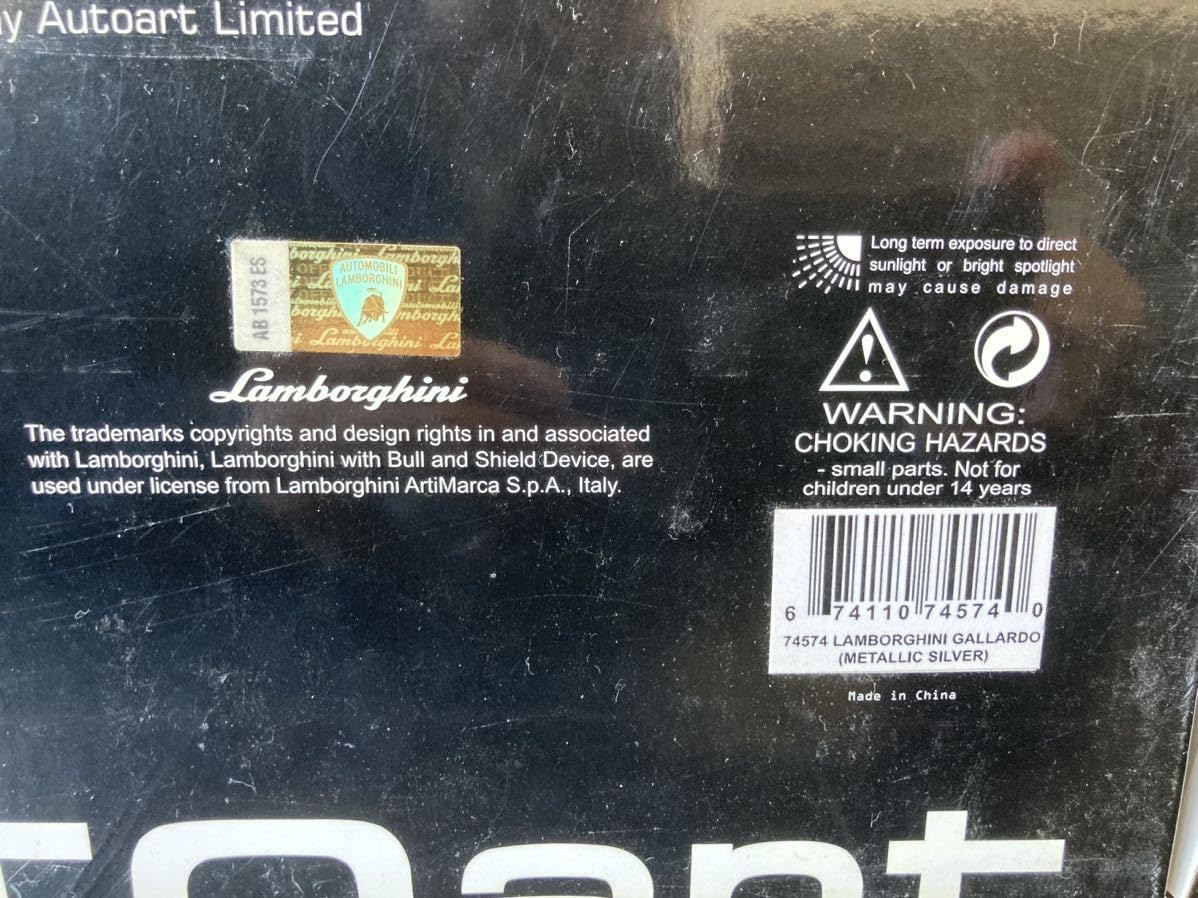 y Autoart Limited
AB 1573 ES
AUTOMOBILI
LAMBORGHINI
Lamborghini
The trademarks copyrights and design rights in and associated
with Lamborghini, Lamborghini with Bull and Shield Device, are
used under license from Lamborghini ArtiMarca S.p.A., Italy.
Long term exposure to direct
sunlight or bright spotlight
may cause damage
WARNING:
CHOKING HAZARDS
- small parts. Not for
children under 14 years
6 74110 74574 0
74574 LAMBORGHINI GALLARDO
(METALLIC SILVER)
Made in China
art